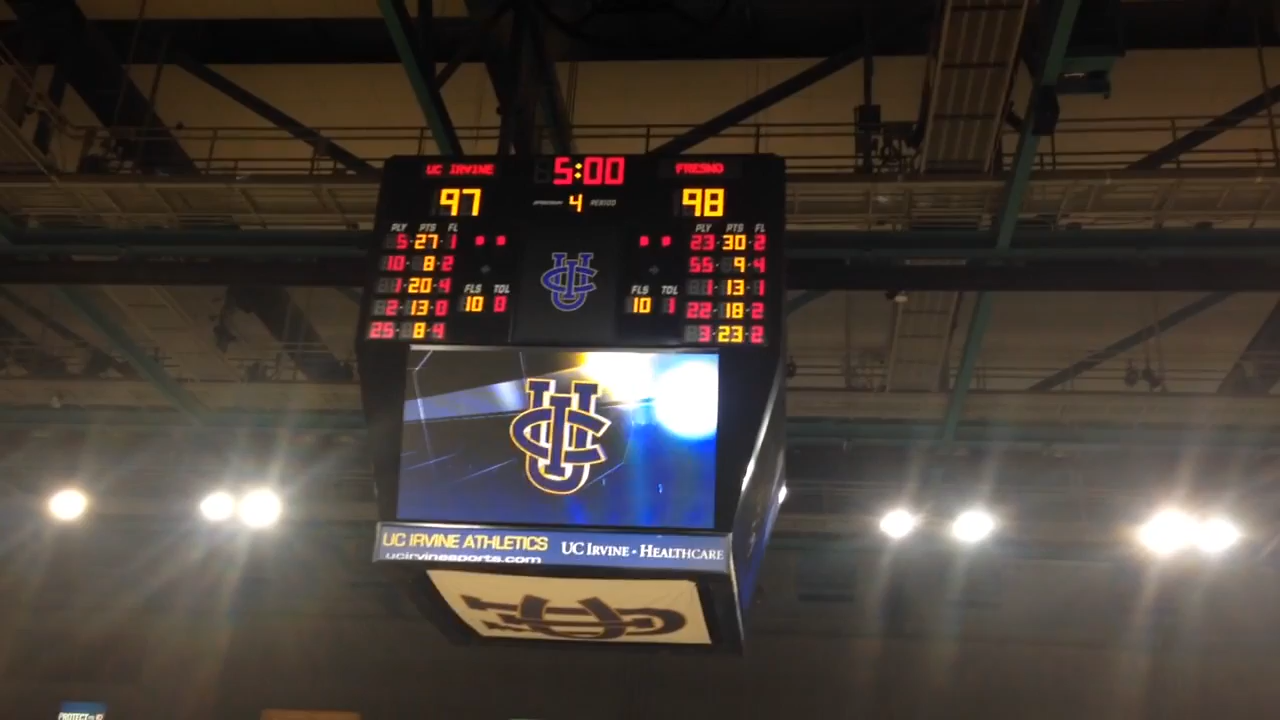 UC IRVINE 5:00 FRESNO
97 4 PERIOD 98
PLY PTS FL PLY PTS FL
5 27 1 23 30 2
10 8 2 55 9 4
1 20 4 FLS TOL FLS TOL 1 13 1
2 13 0 10 0 10 1 22 18 2
25 8 4 3 23 2
UC IRVINE ATHLETICS UC IRVINE • HEALTHCARE
ucirvinesports.com